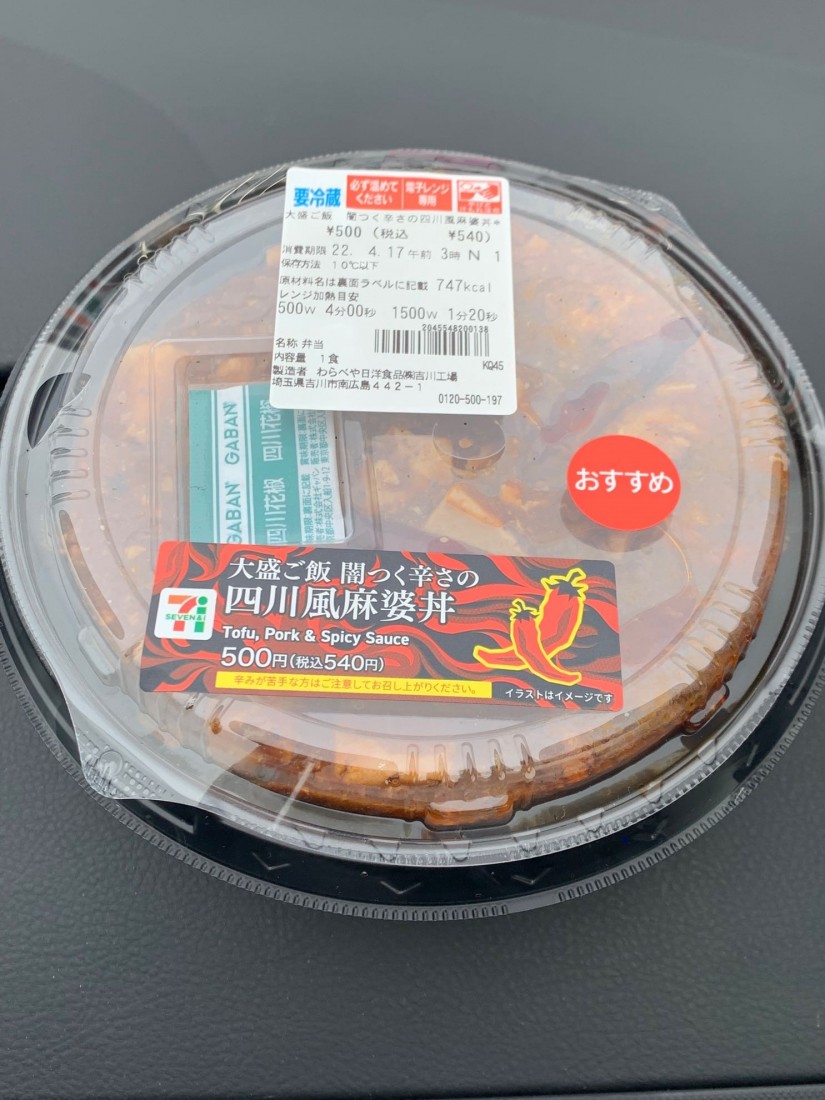 要冷蔵
必ず温めて
ください
電子レンジ
専用
大盛ご飯 闇つく辛さの四川風麻婆丼*
¥500 (税込 ¥540)
消費期限 22. 4. 17 午前 3時 N 1
保存方法 10℃以下
原材料名は裏面ラベルに記載 747kcal
レンジ加熱目安
500W 4分00秒 1500W 1分20秒
2045548200138
名称 弁当
内容量 1食 KQ45
製造者 わらべや日洋食品㈱吉川工場
埼玉県吉川市南広島442-1
0120-500-197
GABAN GABAN
四川花椒 四川花椒
おすすめ
大盛ご飯 闇つく辛さの
四川風麻婆丼
7
SEVEN&i
Tofu, Pork & Spicy Sauce
500円(税込540円)
辛みが苦手な方はご注意してお召し上がりください。
イラストはイメージです